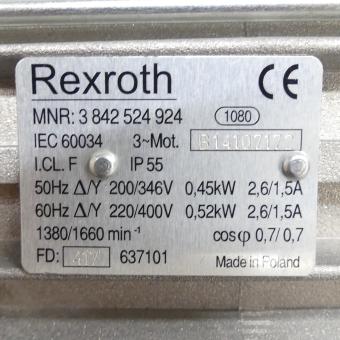 Rexroth CE
MNR: 3 842 524 924 1080
IEC 60034 3~Mot.
I.CL. F IP 55
50Hz Δ/Y 200/346V 0,45kW 2,6/1,5A
60Hz Δ/Y 220/400V 0,52kW 2,6/1,5A
1380/1660 min⁻¹ cosφ 0,7/ 0,7
FD: 417 637101 Made in Poland